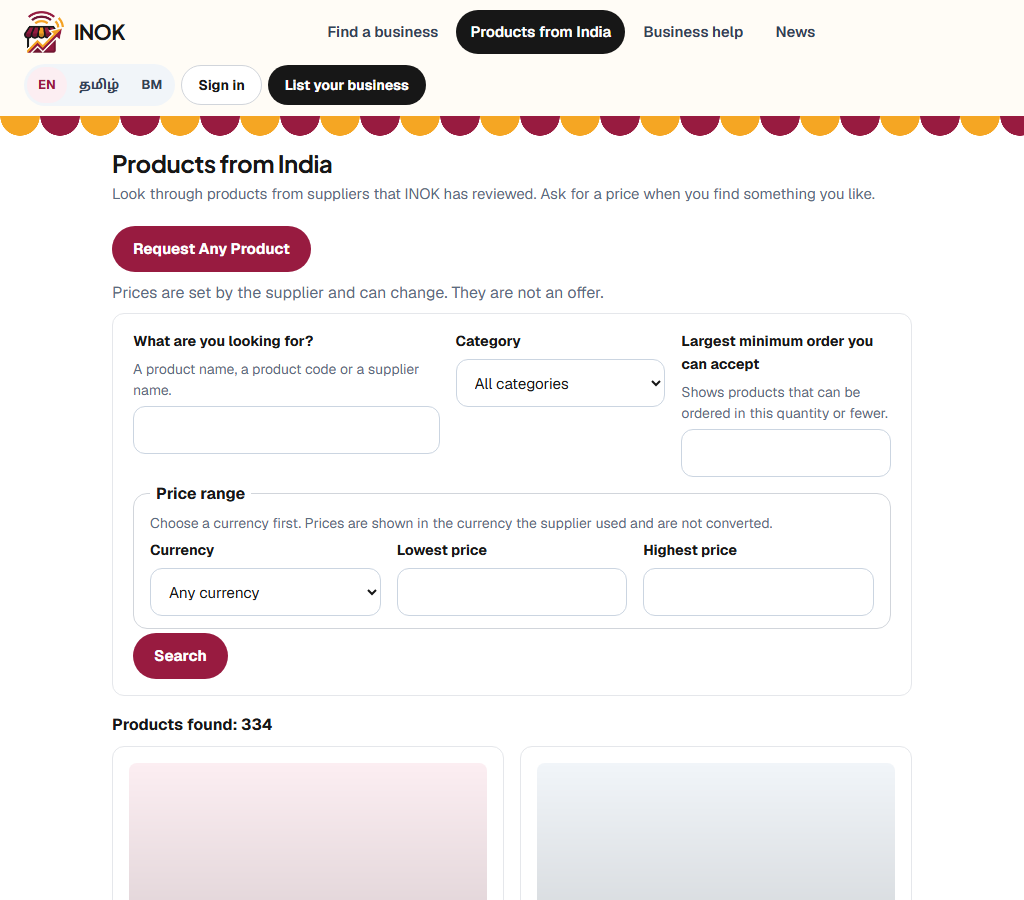 INOK
Find a business
Products from India
Business help
News
EN
தமிழ்
BM
Sign in
List your business
Products from India
Look through products from suppliers that INOK has reviewed. Ask for a price when you find something you like.
Request Any Product
Prices are set by the supplier and can change. They are not an offer.
What are you looking for?
A product name, a product code or a supplier
name.
Category
All categories
Largest minimum order you
can accept
Shows products that can be
ordered in this quantity or fewer.
Price range
Choose a currency first. Prices are shown in the currency the supplier used and are not converted.
Currency
Any currency
Lowest price
Highest price
Search
Products found: 334